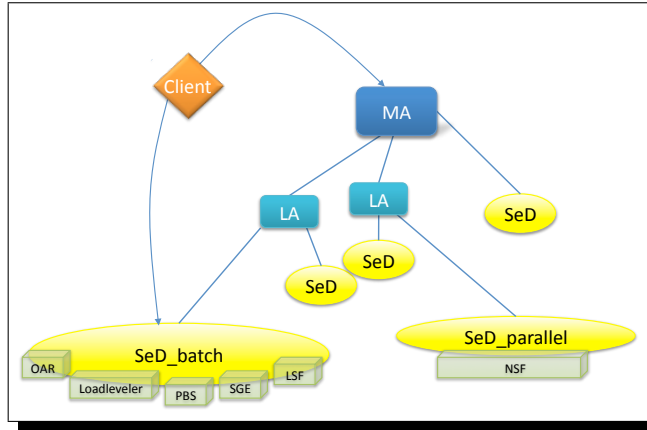 Client
MA
LA
LA
SeD
SeD
SeD
SeD_batch
SeD_parallel
OAR
Loadleveler
PBS
SGE
LSF
NSF